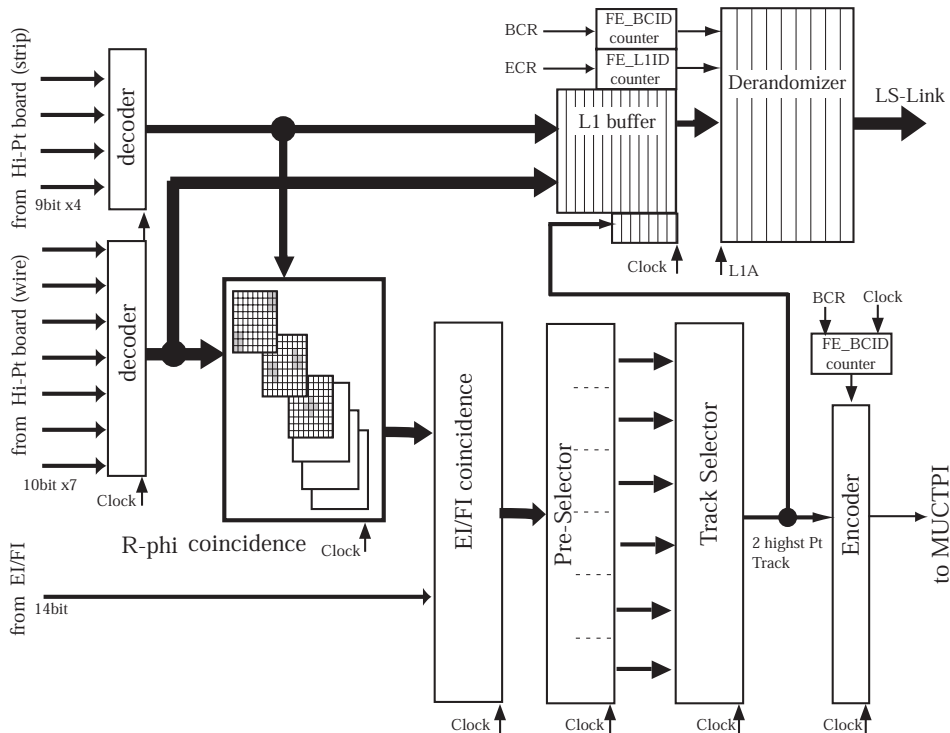 BCR
FE_BCID
counter
ECR
FE_L1ID
counter
Derandomizer
LS-Link
from Hi-Pt board (strip)
decoder
L1 buffer
9bit x4
Clock
L1A
from Hi-Pt board (wire)
decoder
10bit x7
Clock
R-phi coincidence
Clock
from EI/FI
14bit
EI/FI coincidence
Clock
Pre-Selector
Clock
Track Selector
Clock
2 highst Pt
Track
BCR
Clock
FE_BCID
counter
Encoder
Clock
to MUCTPI